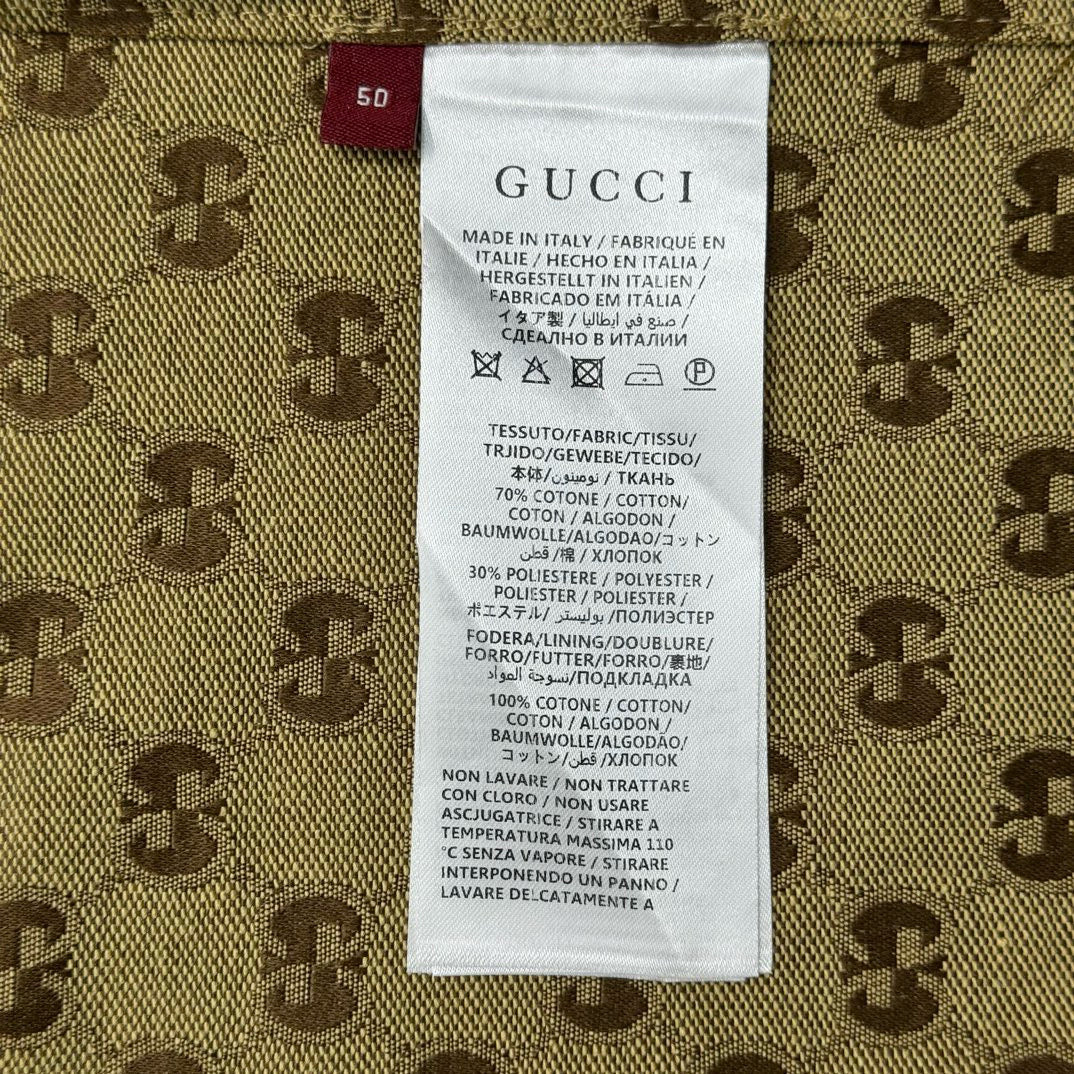 50
GUCCI
MADE IN ITALY / FABRIQUÉ EN
ITALIE / HECHO EN ITALIA /
HERGESTELLT IN ITALIEN /
FABRICADO EM ITÁLIA /
イタア製 / صنع في ايطاليا /
СДЕАЛНО В ИТАЛИИ
P
TESSUTO/FABRIC/TISSU/
TRJIDO/GEWEBE/TECIDO/
本体/نومينون / ТКАНЬ
70% COTONE / COTTON/
COTON / ALGODON /
BAUMWOLLE/ALGODAO/コットン
قطن /棉 / ХЛОПОК
30% POLIESTERE / POLYESTER /
POLIESTER / POLIESTER /
ポエステル/ بوليستر /ПОЛИЭСТЕР
FODERA/LINING/DOUBLURE/
FORRO/FUTTER/FORRO/裏地/
نسوجة المواد/ПОДКЛАДКА
100% COTONE / COTTON/
COTON / ALGODON /
BAUMWOLLE/ALGODÃO/
コットン/قطن /ХЛОПОК
NON LAVARE / NON TRATTARE
CON CLORO / NON USARE
ASCJUGATRICE / STIRARE A
TEMPERATURA MASSIMA 110
°C SENZA VAPORE / STIRARE
INTERPONENDO UN PANNO /
LAVARE DELCATAMENTE A